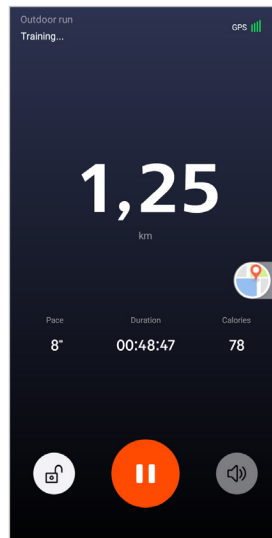 Outdoor run
GPS
Training...
1,25
km
Pace Duration Calories
8" 00:48:47 78